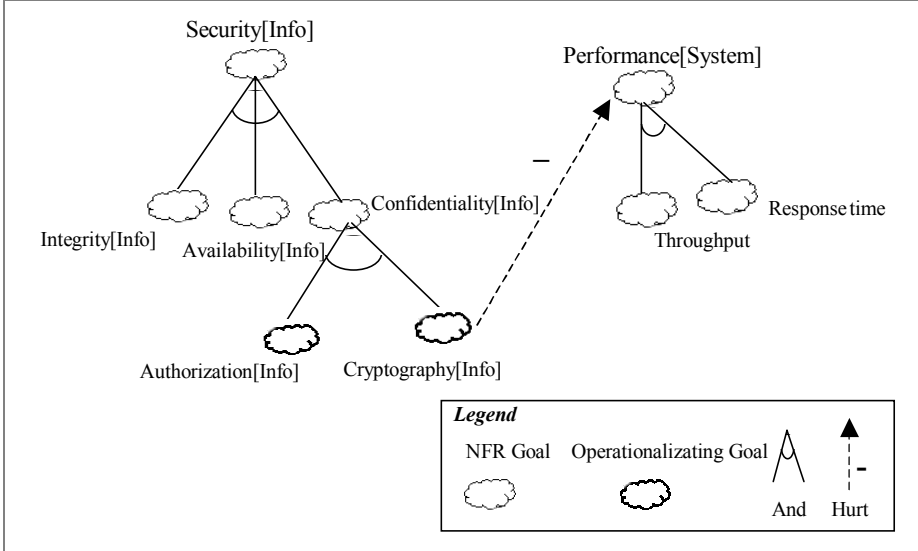 Security[Info]
Performance[System]
–
Confidentiality[Info]
Response time
Integrity[Info]
Availability[Info]
Throughput
Authorization[Info]
Cryptography[Info]
Legend
NFR Goal
Operationalizating Goal
-
And
Hurt